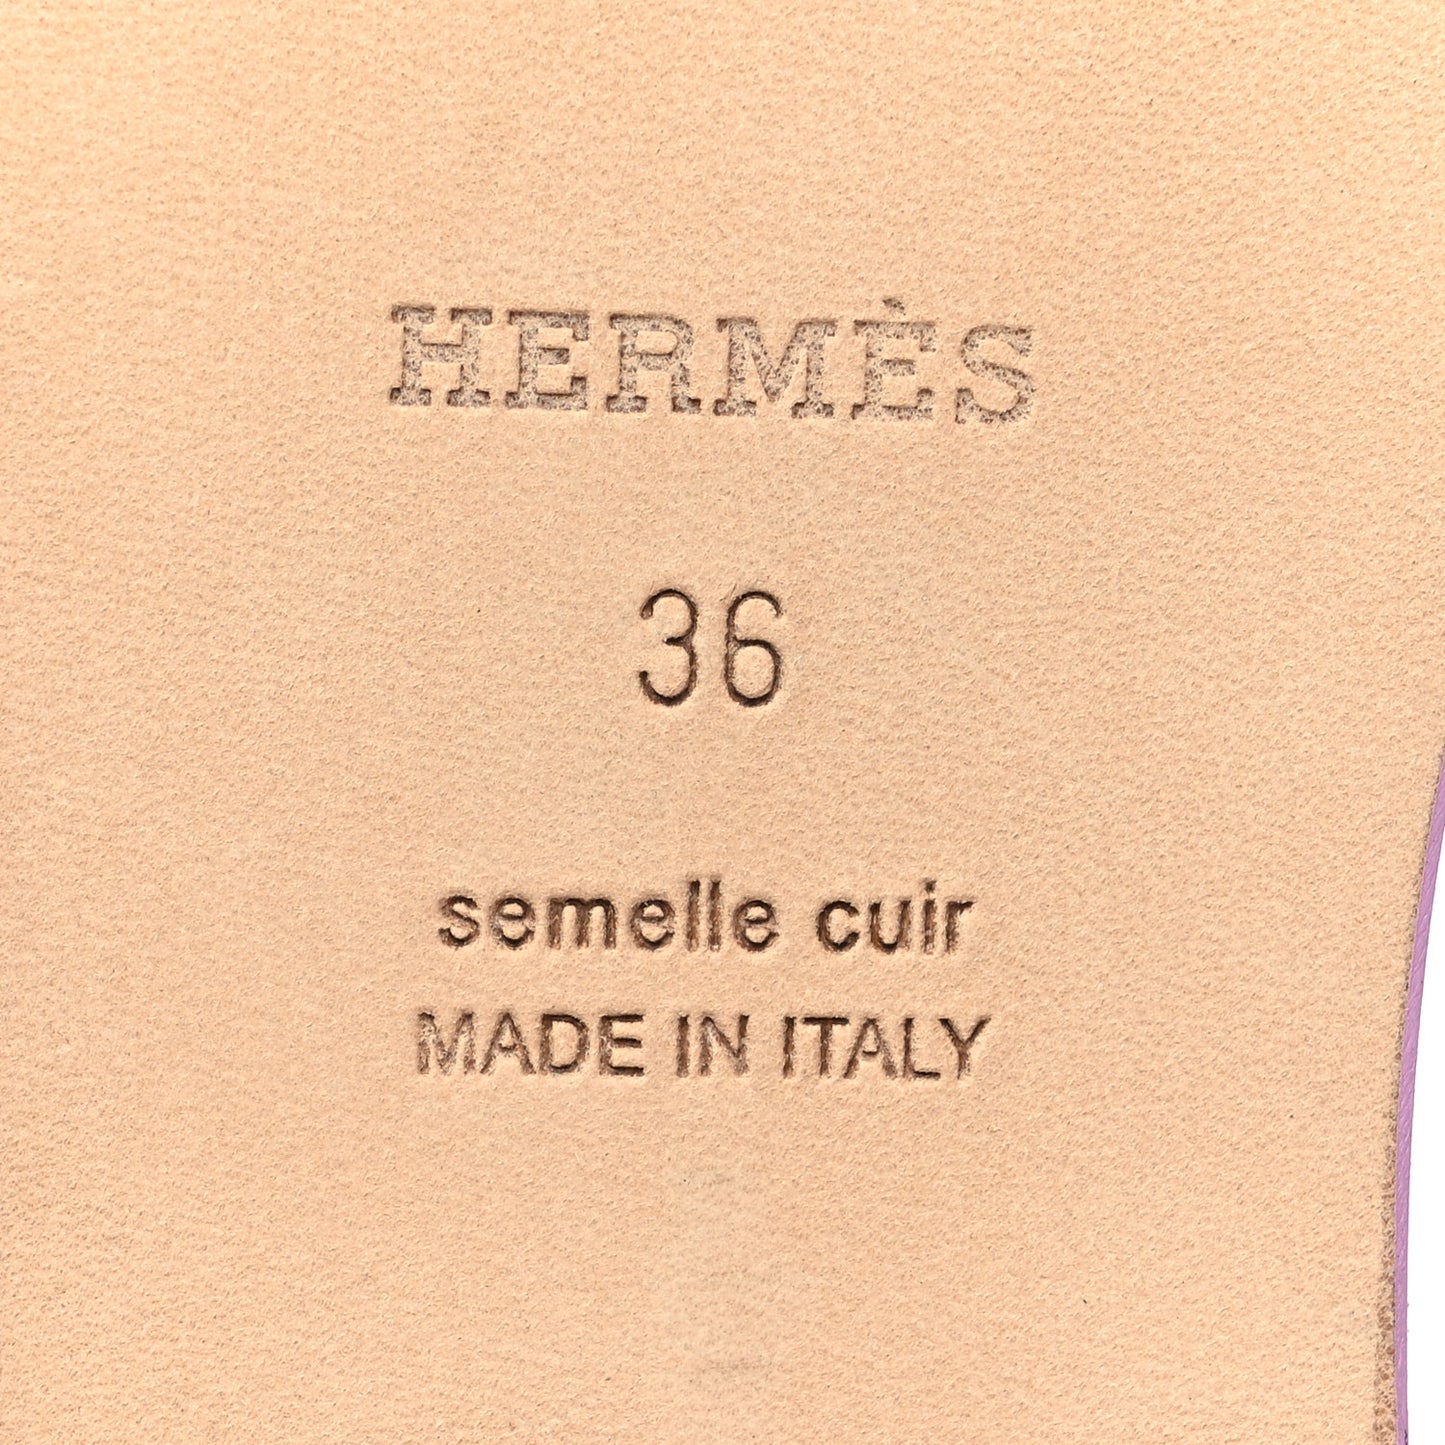 HERMÈS
36
semelle cuir
MADE IN ITALY